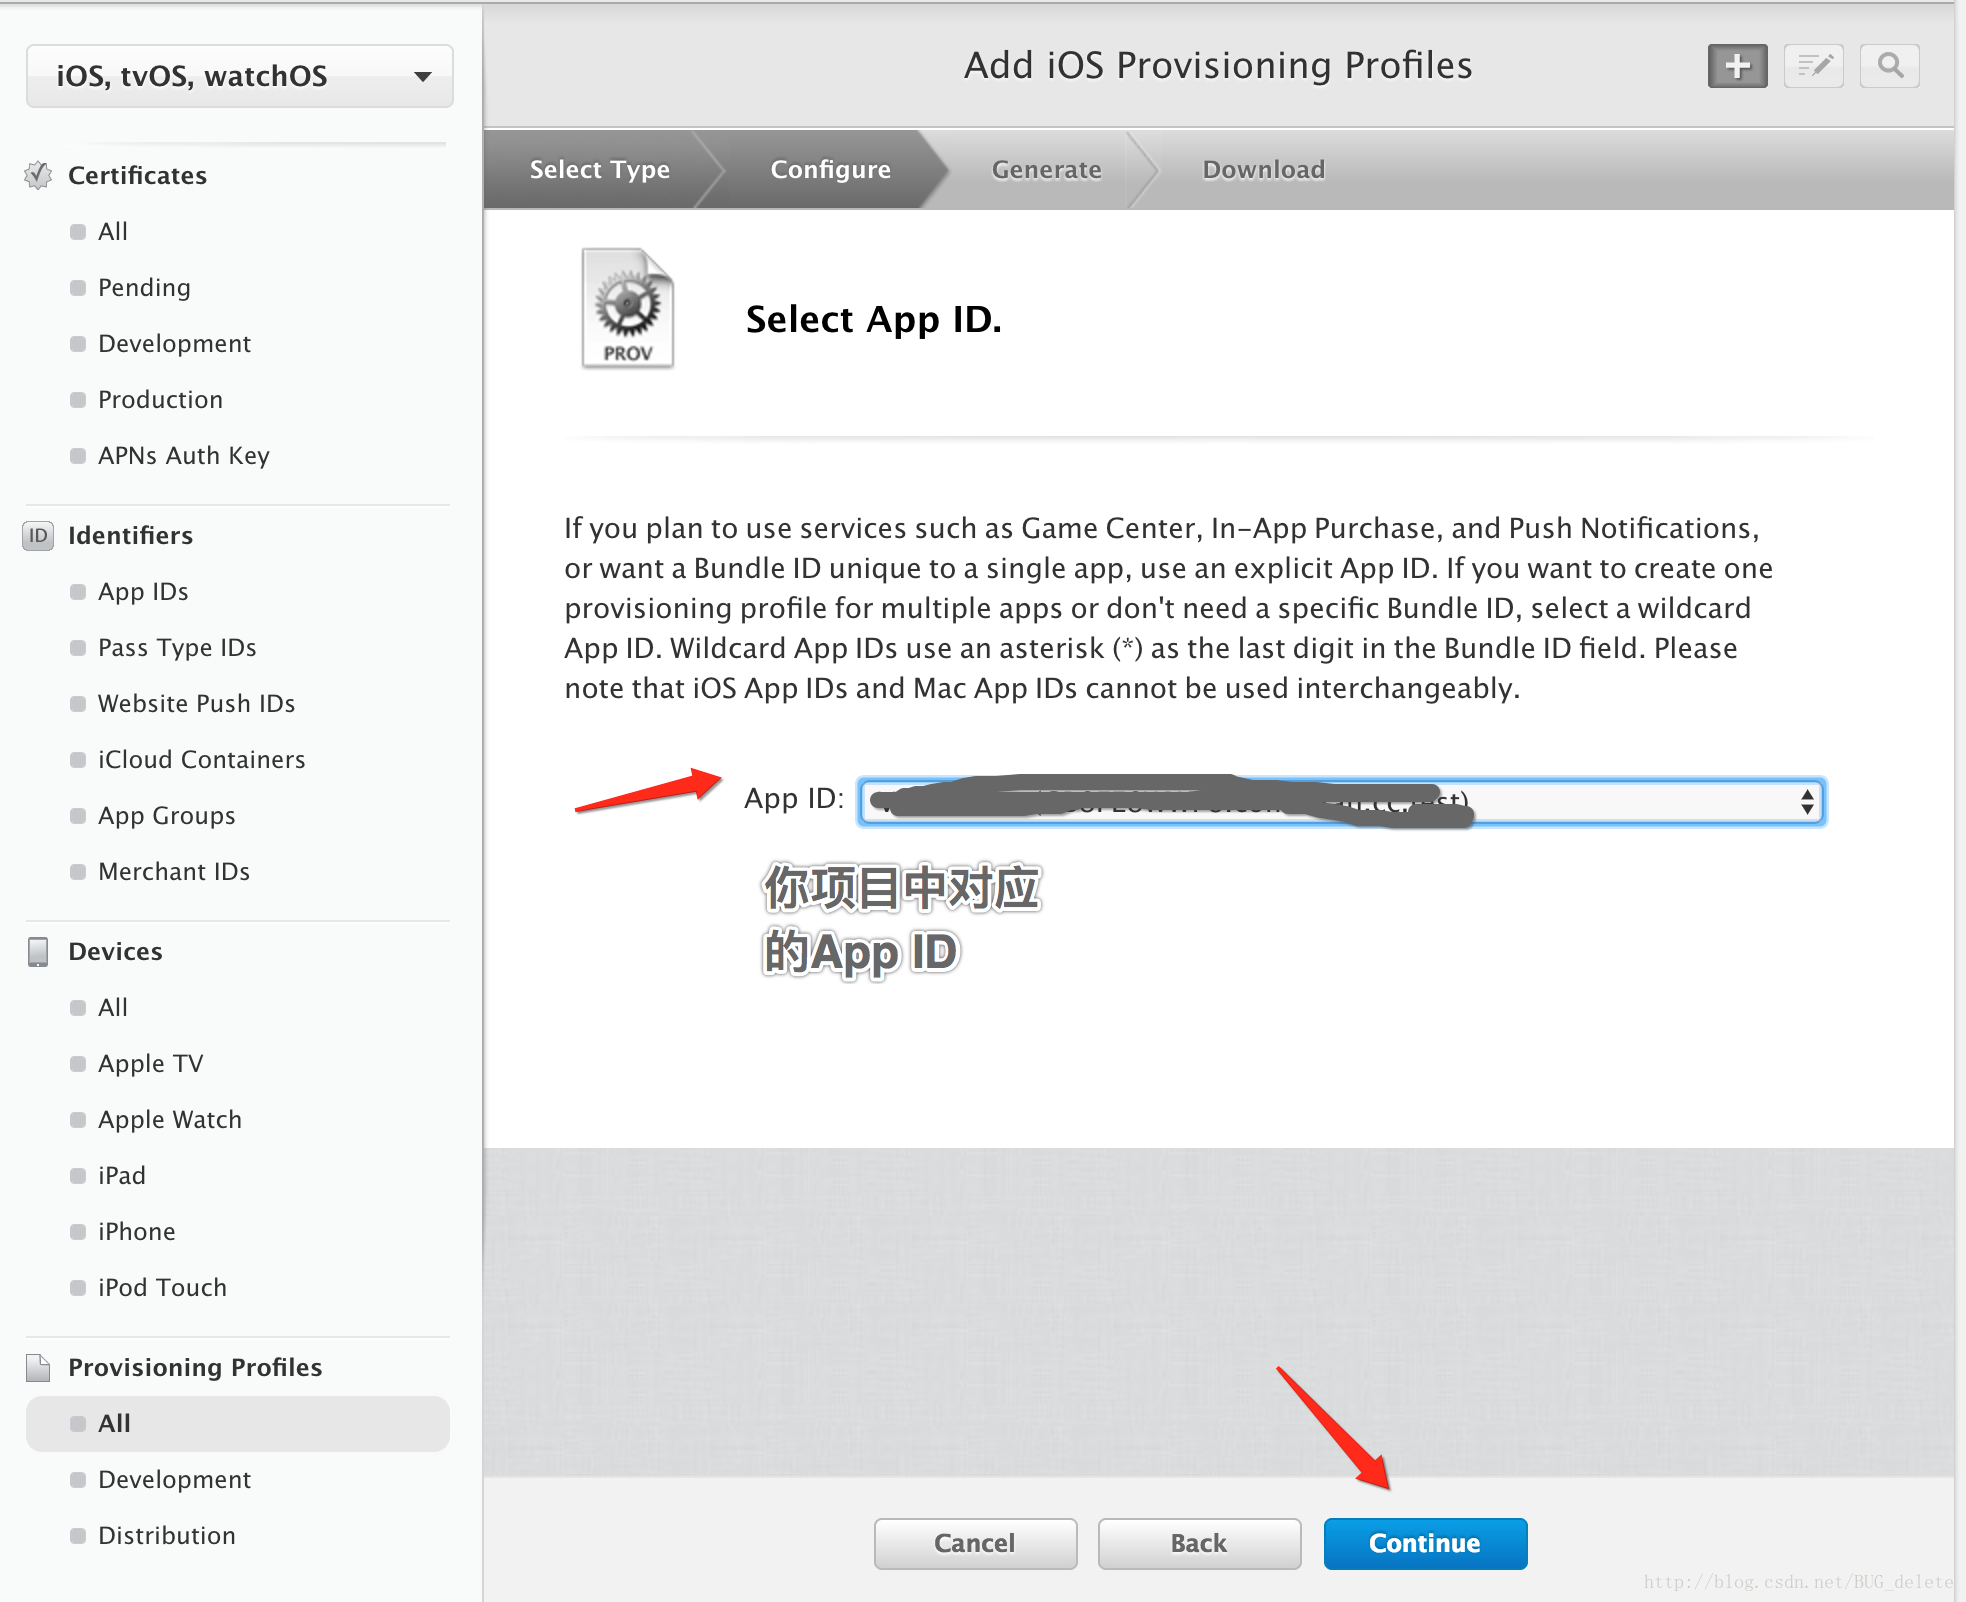 iOS, tvOS, watchOS
Certificates
All
Pending
Development
Production
APNs Auth Key
ID Identifiers
App IDs
Pass Type IDs
Website Push IDs
iCloud Containers
App Groups
Merchant IDs
Devices
All
Apple TV
Apple Watch
iPad
iPhone
iPod Touch
Provisioning Profiles
All
Development
Distribution
Add iOS Provisioning Profiles
Select Type
Configure
Generate
Download
PROV
Select App ID.
If you plan to use services such as Game Center, In-App Purchase, and Push Notifications,
or want a Bundle ID unique to a single app, use an explicit App ID. If you want to create one
provisioning profile for multiple apps or don't need a specific Bundle ID, select a wildcard
App ID. Wildcard App IDs use an asterisk (*) as the last digit in the Bundle ID field. Please
note that iOS App IDs and Mac App IDs cannot be used interchangeably.
App ID:
你项目中对应
的App ID
Cancel
Back
Continue
http://blog.csdn.net/BUG_delete